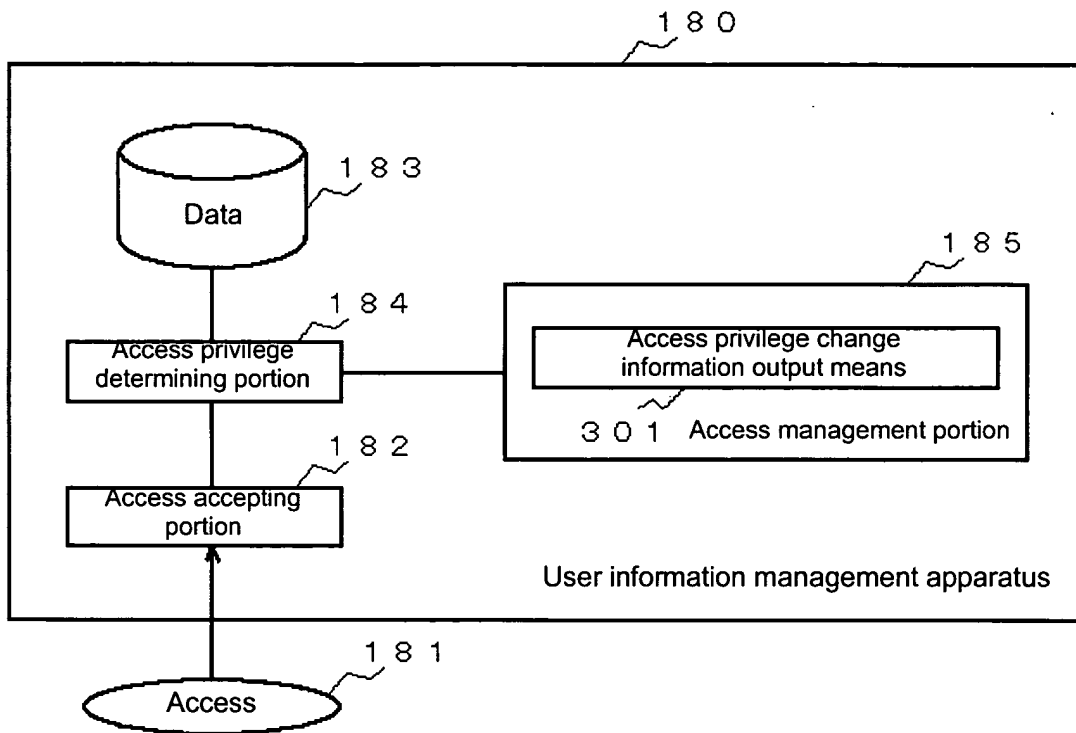 180
183
Data
185
184
Access privilege
determining portion
Access privilege change
information output means
301
Access management portion
182
Access accepting
portion
User information management apparatus
181
Access